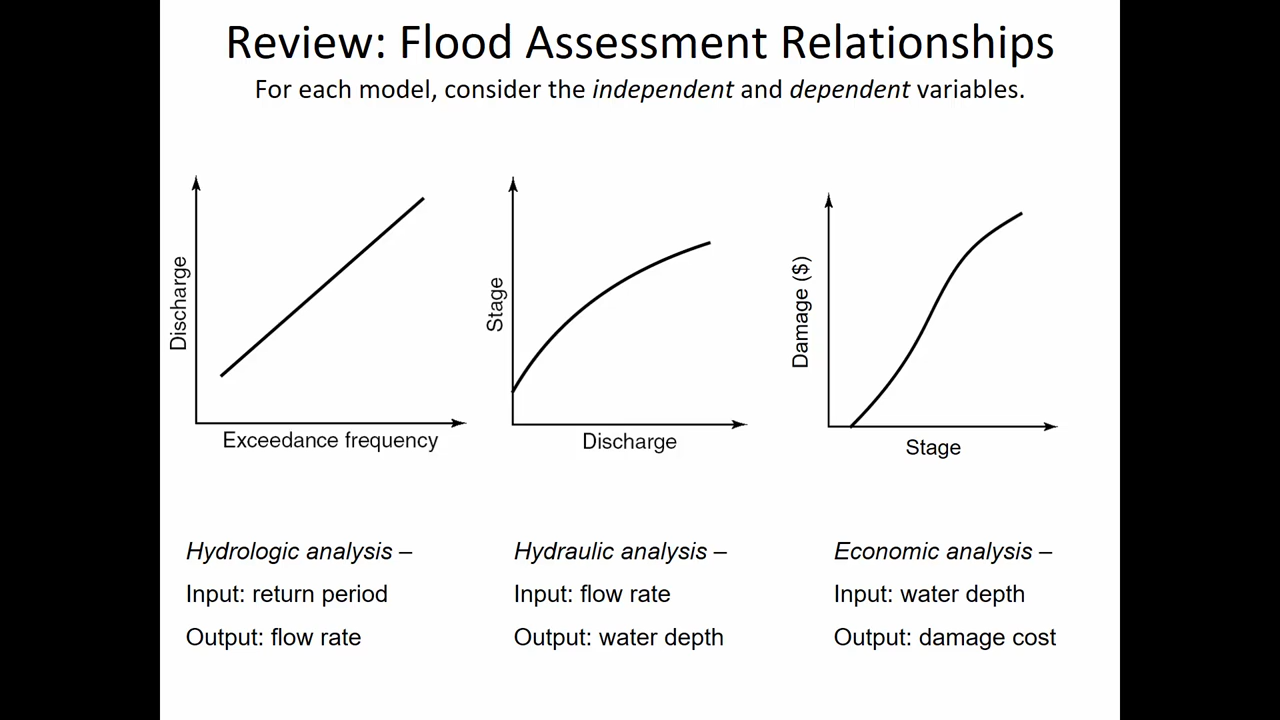 Review: Flood Assessment Relationships
For each model, consider the independent and dependent variables.
Discharge
Exceedance frequency
Stage
Discharge
Damage ($)
Stage
Hydrologic analysis –
Input: return period
Output: flow rate
Hydraulic analysis –
Input: flow rate
Output: water depth
Economic analysis –
Input: water depth
Output: damage cost